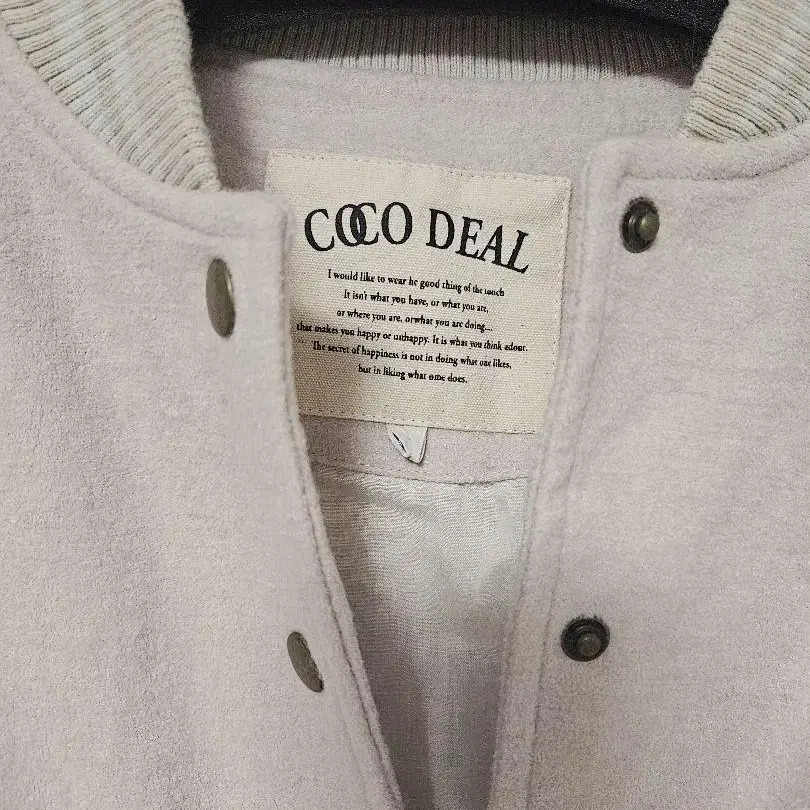 COCO DEAL
I would like to wear he good thing of the touch
It isn't what you have, or what you are,
or where you are, orwhat you are doing....
that makes you happy or unhappy. It is what you think adout.
The secret of happiness is not in doing what one likes,
but in liking what ome does.